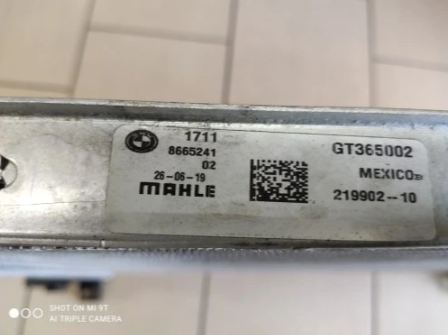 1711
8665241
02
26-06-19
MAHLE
GT365002
MEXICO
219902--10
SHOT ON MI 9T
AI TRIPLE CAMERA